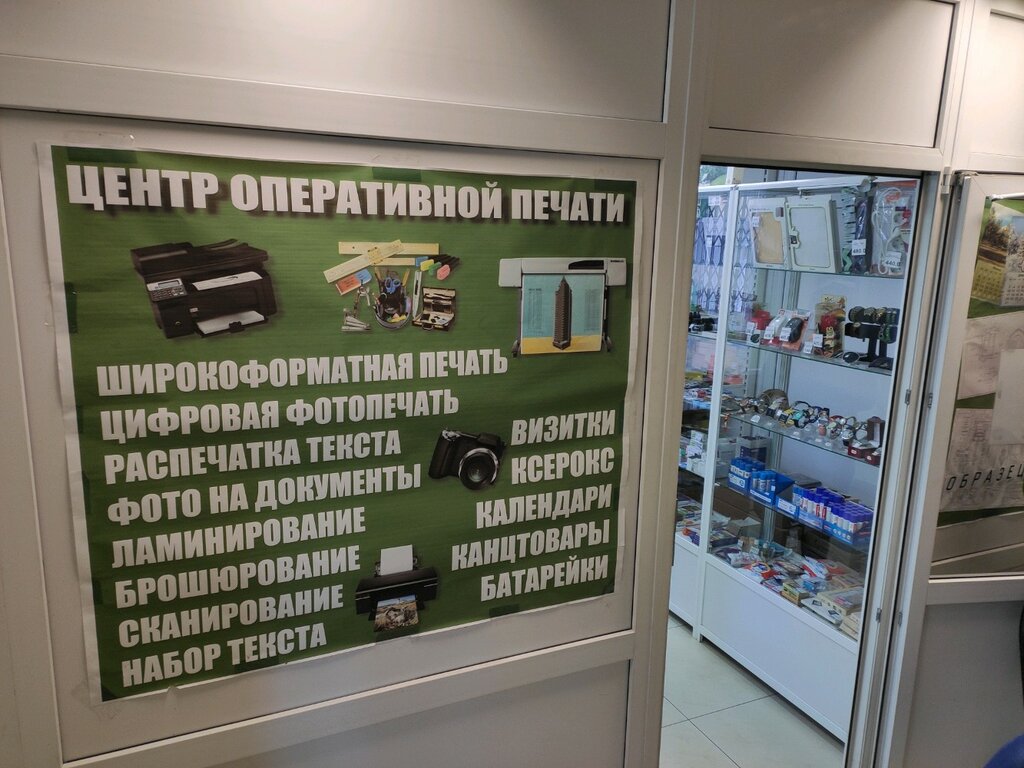 ЦЕНТР ОПЕРАТИВНОЙ ПЕЧАТИ
ШИРОКОФОРМАТНАЯ ПЕЧАТЬ
ЦИФРОВАЯ ФОТОПЕЧАТЬ
РАСПЕЧАТКА ТЕКСТА
ФОТО НА ДОКУМЕНТЫ
ЛАМИНИРОВАНИЕ
БРОШЮРОВАНИЕ
СКАНИРОВАНИЕ
НАБОР ТЕКСТА
ВИЗИТКИ
КСЕРОКС
КАЛЕНДАРИ
КАНЦТОВАРЫ
БАТАРЕЙКИ
ОБРАЗЕЦ